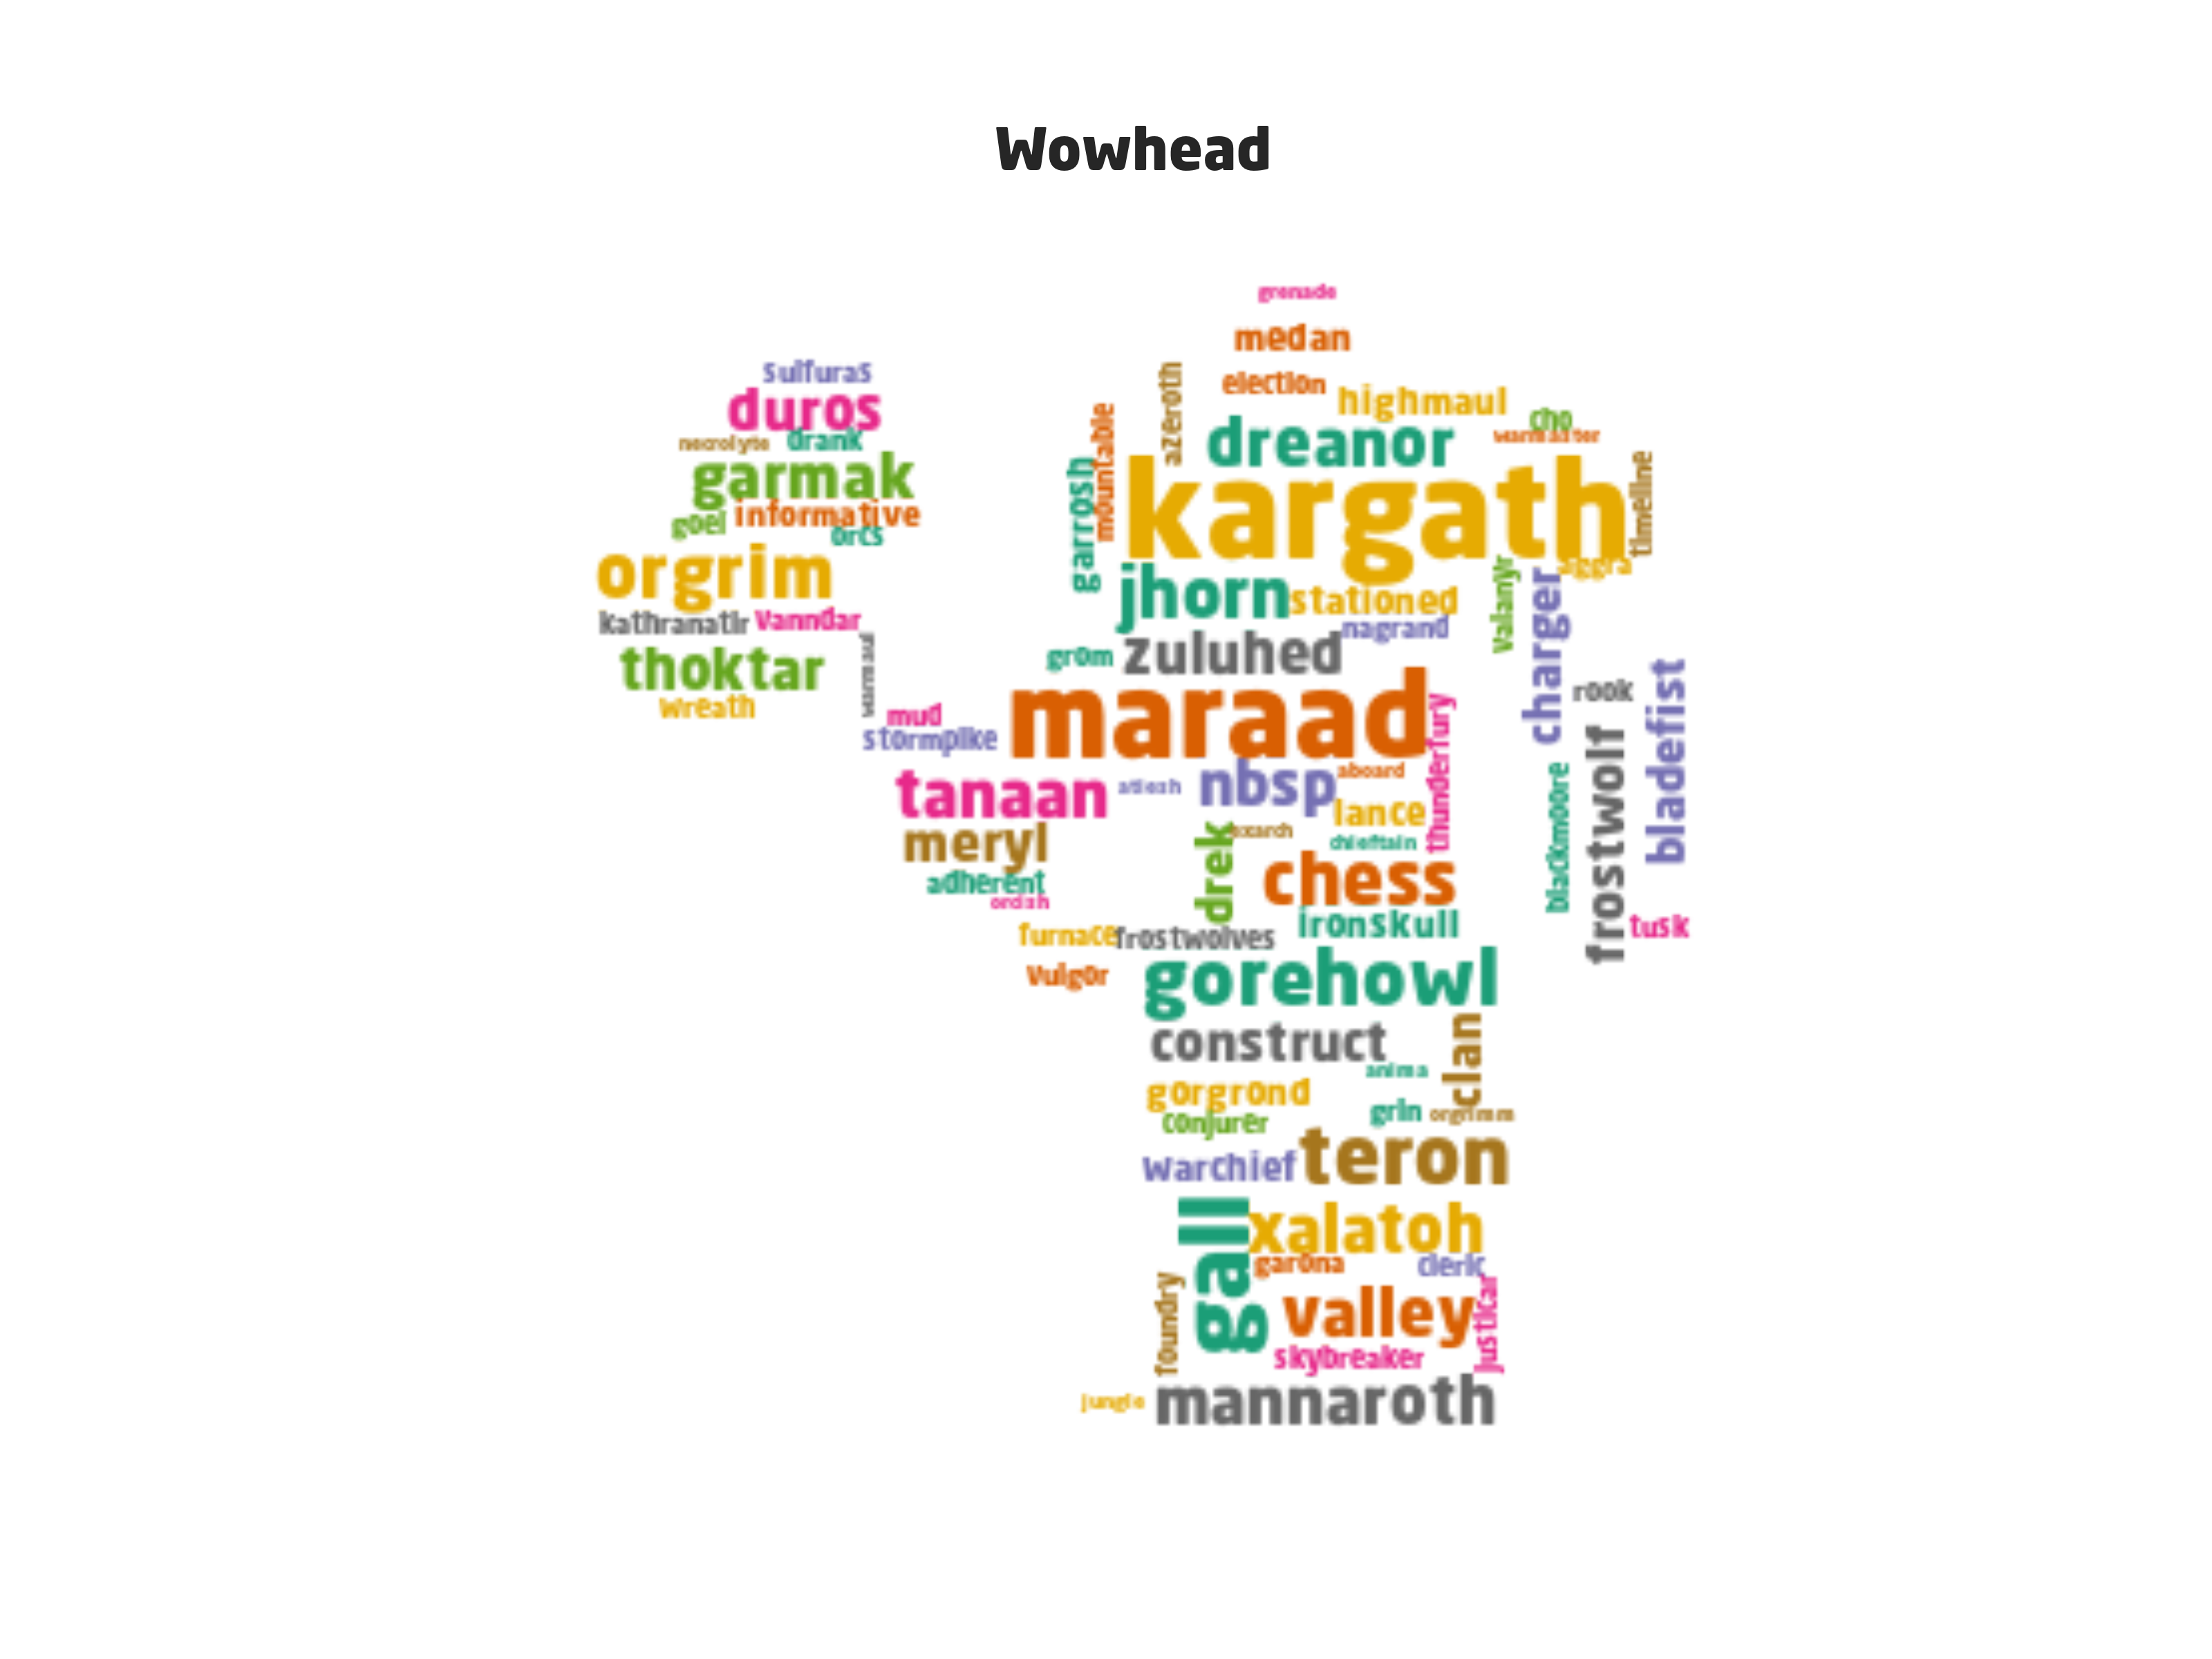 Wowhead
grenade
medan
sulfuras
azeroth
election
highmaul
duros
mountable
cho
necrolyte
drank
dreanor
warmaster
garmak
garrosh
kargath
timeline
goel
informative
orcs
aggra
orgrim
jhorn
stationed
valanyr
charger
kathranatir
vanndar
nagrand
thoktar
warmaul
grom
zuluhed
wreath
mud
maraad
thunderfury
rook
bladefist
stormpike
frostwolf
tanaan
atiesh
nbsp
aboard
blackmoore
lance
meryl
drek
exarch
chieftain
adherent
ordish
chess
furnace
frostwolves
ironskull
tusk
vulgor
gorehowl
construct
clan
anima
gorgrond
conjurer
grin
orgrimm
warchief
teron
gall
xalatoh
garona
cleric
foundry
valley
justicar
skybreaker
jungle
mannaroth